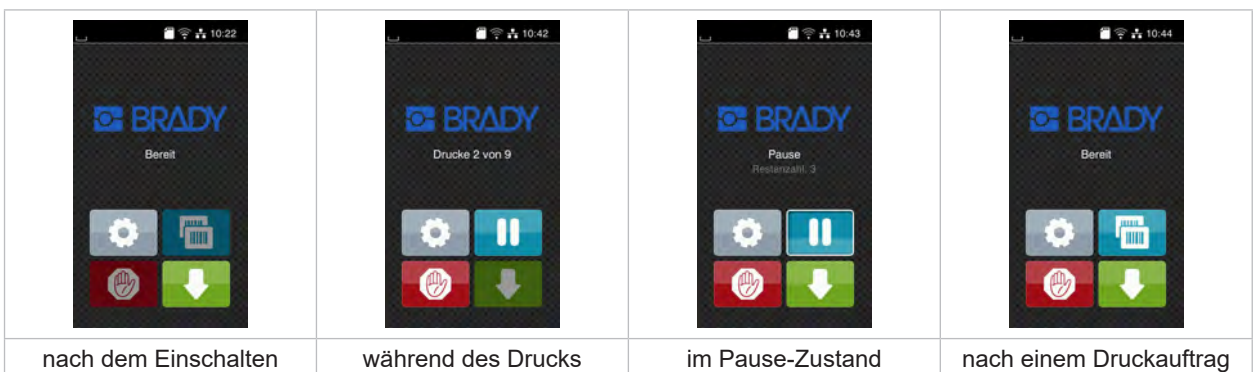 10:22
BRADY
Bereit
nach dem Einschalten
10:42
BRADY
Drucke 2 von 9
während des Drucks
10:43
BRADY
Pause
Restanzahl. 3
im Pause-Zustand
10:44
BRADY
Bereit
nach einem Druckauftrag